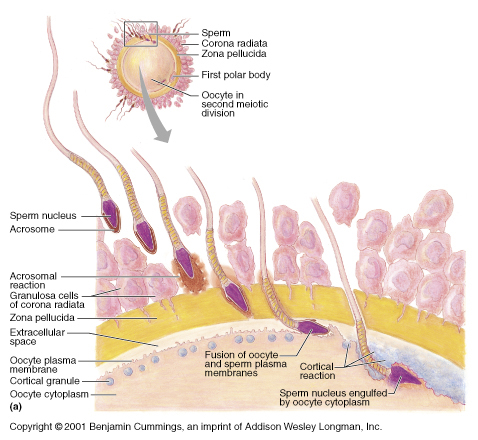 Sperm
Corona radiata
Zona pellucida
First polar body
Oocyte in
second meiotic
division
Sperm nucleus
Acrosome
Acrosomal
reaction
Granulosa cells
of corona radiata
Zona pellucida
Extracellular
space
Oocyte plasma
membrane
Cortical granule
Oocyte cytoplasm
(a)
Fusion of oocyte
and sperm plasma
membranes
Cortical
reaction
Sperm nucleus engulfed
by oocyte cytoplasm
Copyright © 2001 Benjamin Cummings, an imprint of Addison Wesley Longman, Inc.